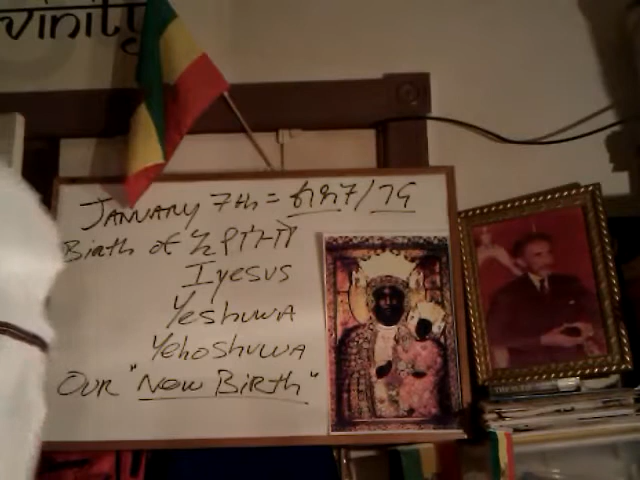 vinity
JANUARY 7th =
Birth of
Iyesus
Yeshuwa
Yehoshuwa
OUR "NEW BIRTH"